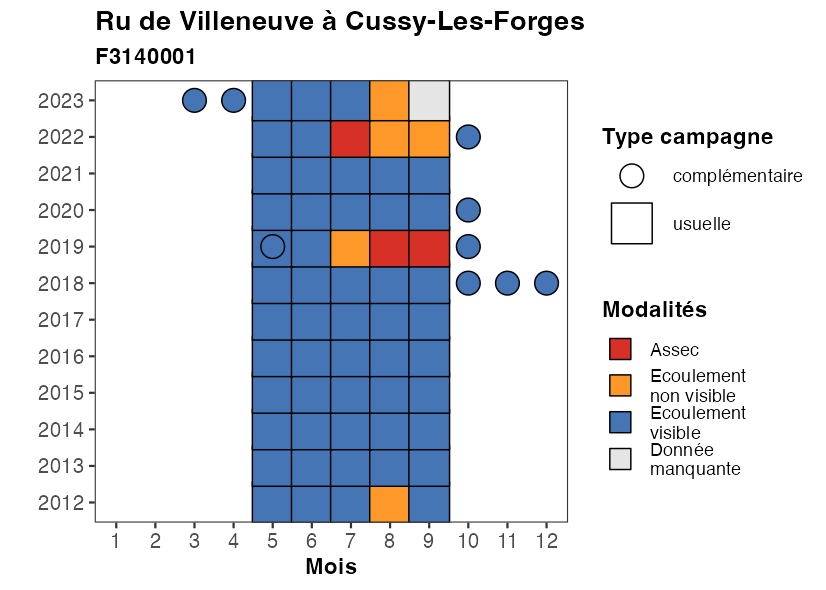 Ru de Villeneuve à Cussy-Les-Forges
F3140001
2023
2022
2021
2020
2019
2018
2017
2016
2015
2014
2013
2012
1 2 3 4 5 6 7 8 9 10 11 12
Mois
Type campagne
complémentaire
usuelle
Modalités
Assec
Ecoulement
non visible
Ecoulement
visible
Donnée
manquante